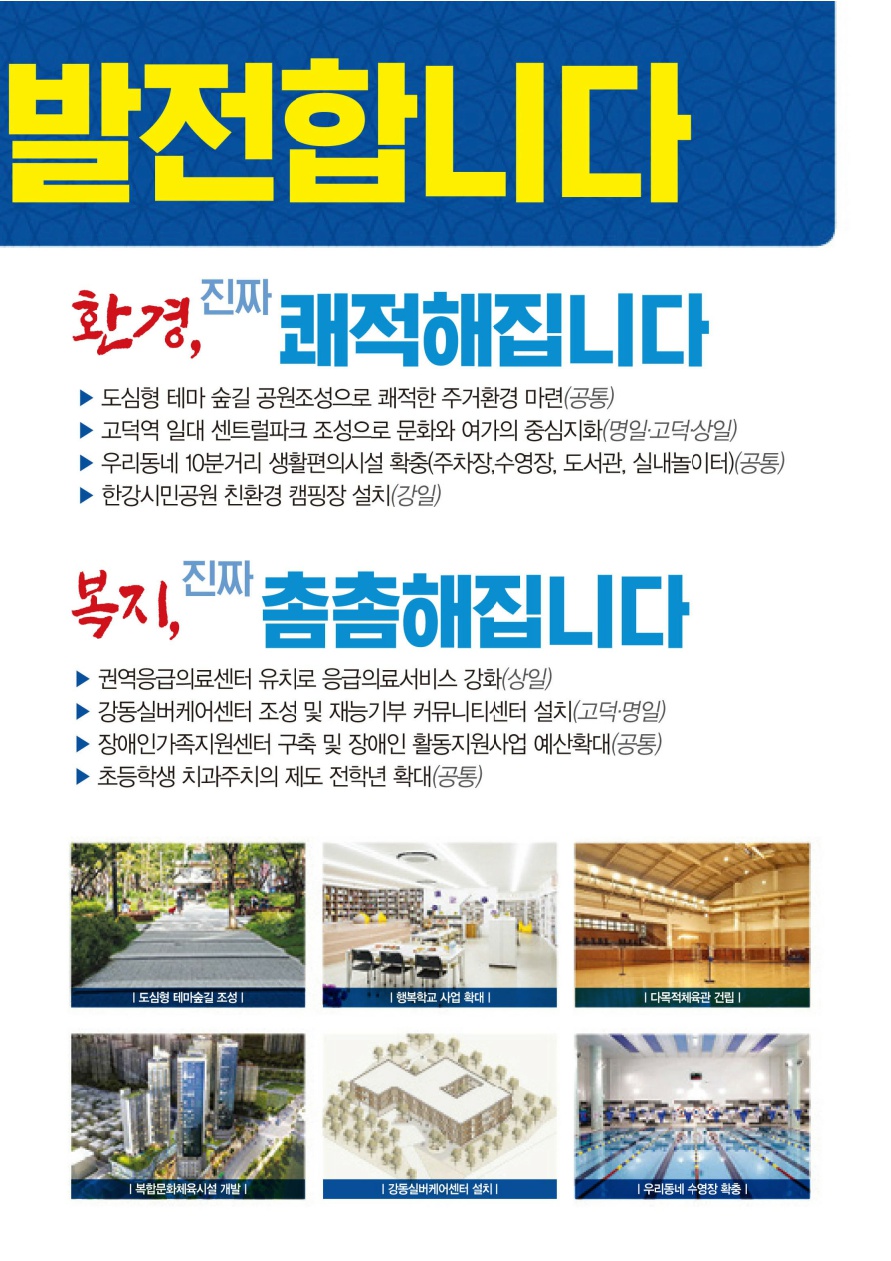 발전합니다
환경, 진짜 쾌적해집니다
▶ 도심형 테마 숲길 공원조성으로 쾌적한 주거환경 마련(공통)
▶ 고덕역 일대 센트럴파크 조성으로 문화와 여가의 중심지화(명일·고덕·상일)
▶ 우리동네 10분거리 생활편의시설 확충(주차장,수영장, 도서관, 실내놀이터)(공통)
▶ 한강시민공원 친환경 캠핑장 설치(강일)
복지, 진짜 촘촘해집니다
▶ 권역응급의료센터 유치로 응급의료서비스 강화(상일)
▶ 강동실버케어센터 조성 및 재능기부 커뮤니티센터 설치(고덕·명일)
▶ 장애인가족지원센터 구축 및 장애인 활동지원사업 예산확대(공통)
▶ 초등학생 치과주치의 제도 전학년 확대(공통)
| 도심형 테마숲길 조성 |
| 행복학교 사업 확대 |
| 다목적체육관 건립 |
| 복합문화체육시설 개발 |
| 강동실버케어센터 설치 |
| 우리동네 수영장 확충 |